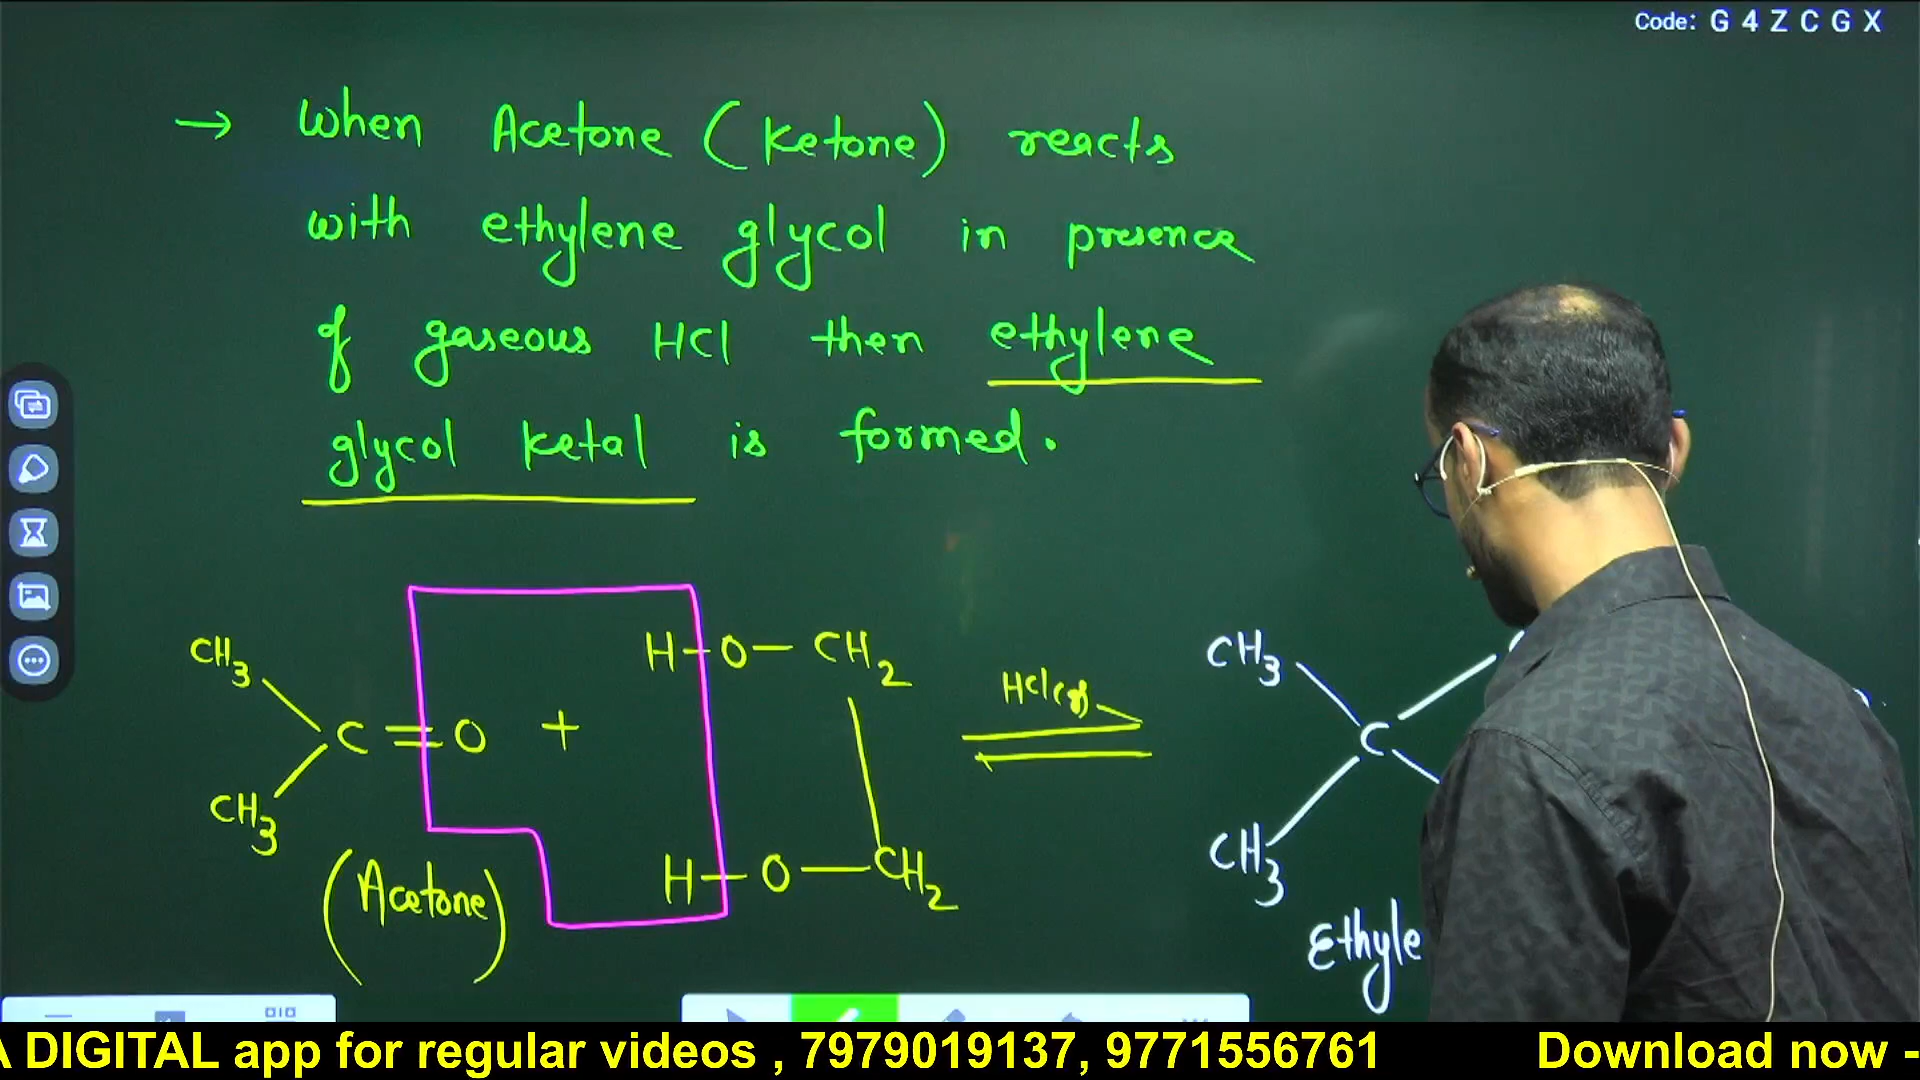 Code: G 4 Z C G X
→ When Acetone (Ketone) reacts
with ethylene glycol in presence
of gaseous HCl then ethylene
glycol ketal is formed.
CH3 H-O-CH2 CH3
C=O + HCl(g) C
CH3 H-O-CH2 CH3
(Acetone) Ethyle
A DIGITAL app for regular videos , 7979019137, 9771556761 Download now -